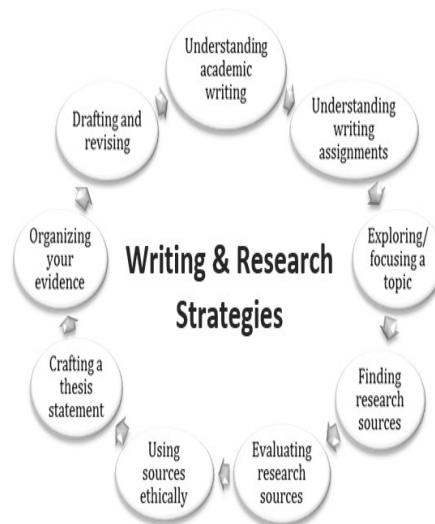 Understanding
academic
writing
Understanding
writing
assignments
Exploring/
focusing a
topic
Finding
research
sources
Evaluating
research
sources
Using
sources
ethically
Crafting a
thesis
statement
Organizing
your
evidence
Drafting and
revising
Writing & Research
Strategies